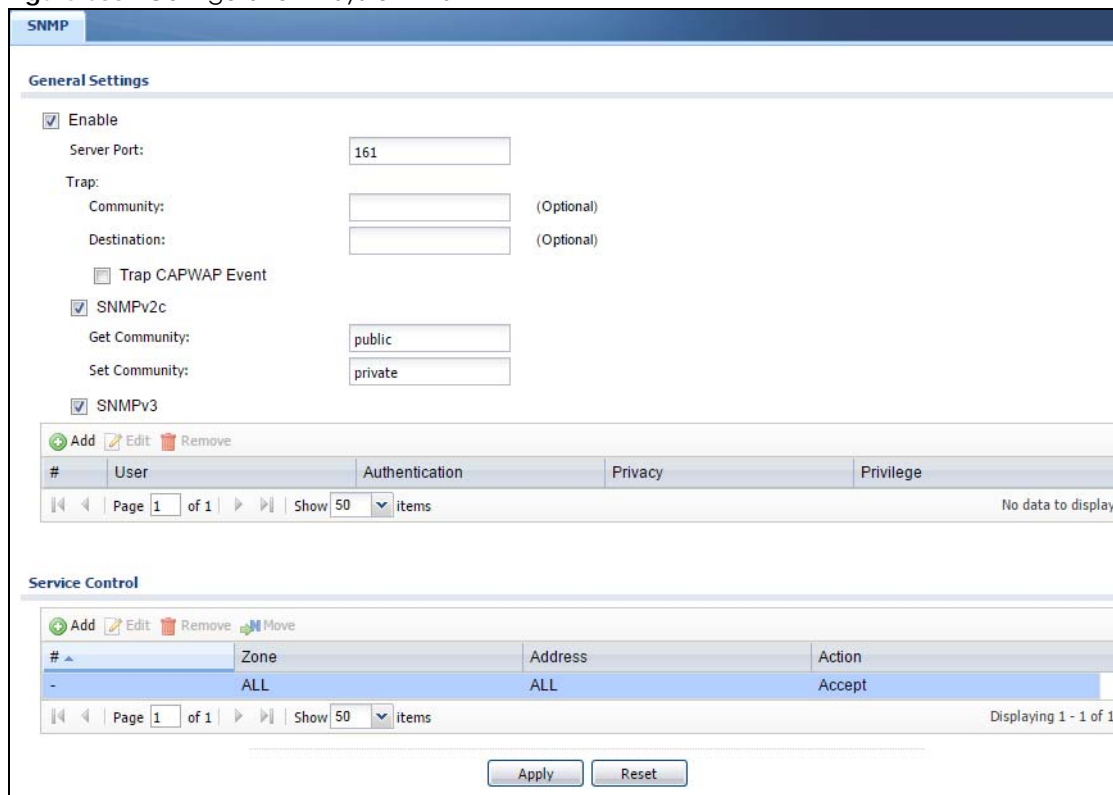 SNMP
General Settings
Enable
Server Port: 161
Trap:
Community: (Optional)
Destination: (Optional)
Trap CAPWAP Event
SNMPv2c
Get Community: public
Set Community: private
SNMPv3
Add Edit Remove
# User Authentication Privacy Privilege
Page 1 of 1 Show 50 items No data to display
Service Control
Add Edit Remove Move
# Zone Address Action
- ALL ALL Accept
Page 1 of 1 Show 50 items Displaying 1 - 1 of 1
Apply Reset